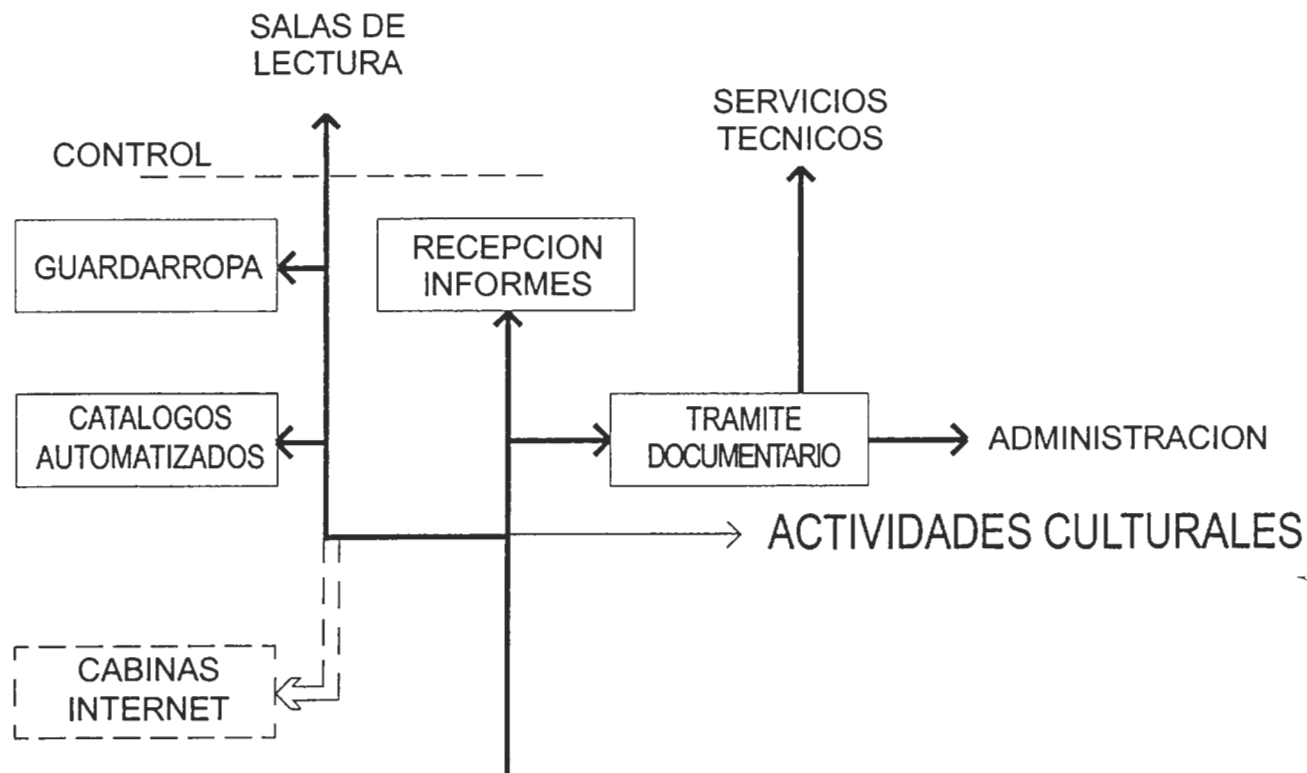 SALAS DE
LECTURA
SERVICIOS
TECNICOS
CONTROL
GUARDARROPA
RECEPCION
INFORMES
CATALOGOS
AUTOMATIZADOS
TRAMITE
DOCUMENTARIO
ADMINISTRACION
ACTIVIDADES CULTURALES
CABINAS
INTERNET